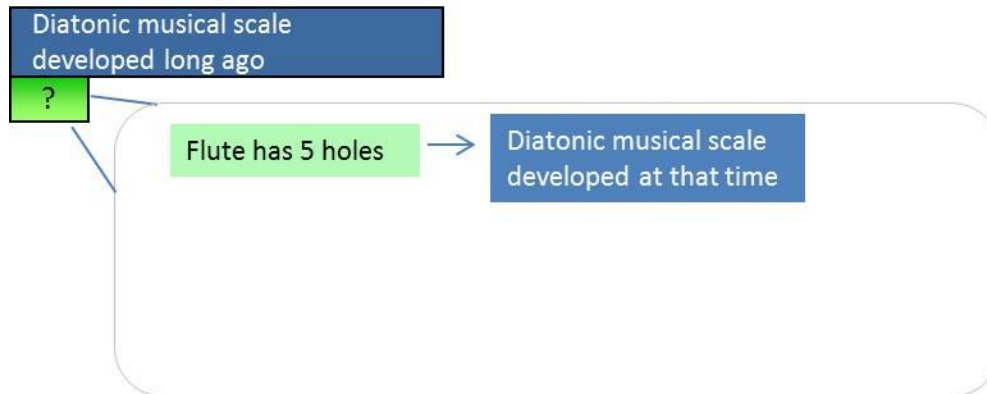 Diatonic musical scale
developed long ago
?
Flute has 5 holes
Diatonic musical scale
developed at that time